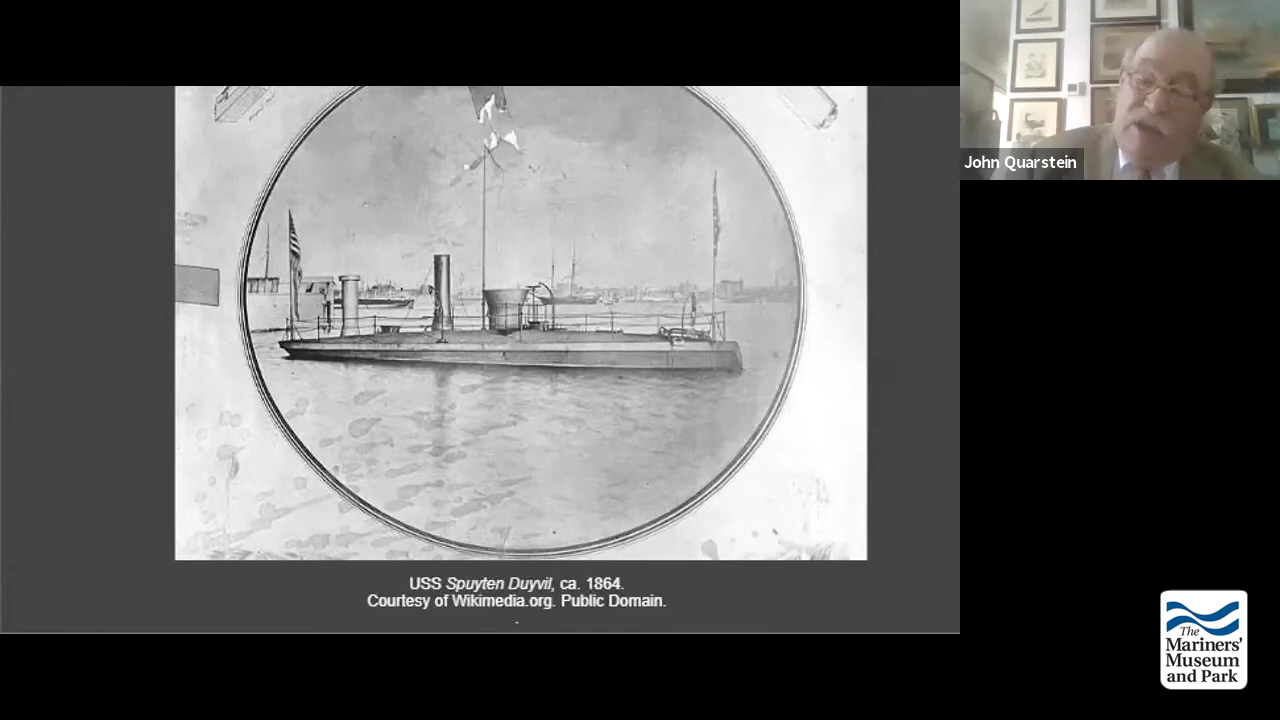 John Quarstein
USS Spuyten Duyvil, ca. 1864.
Courtesy of Wikimedia.org. Public Domain.
The
Mariners'
Museum
and Park